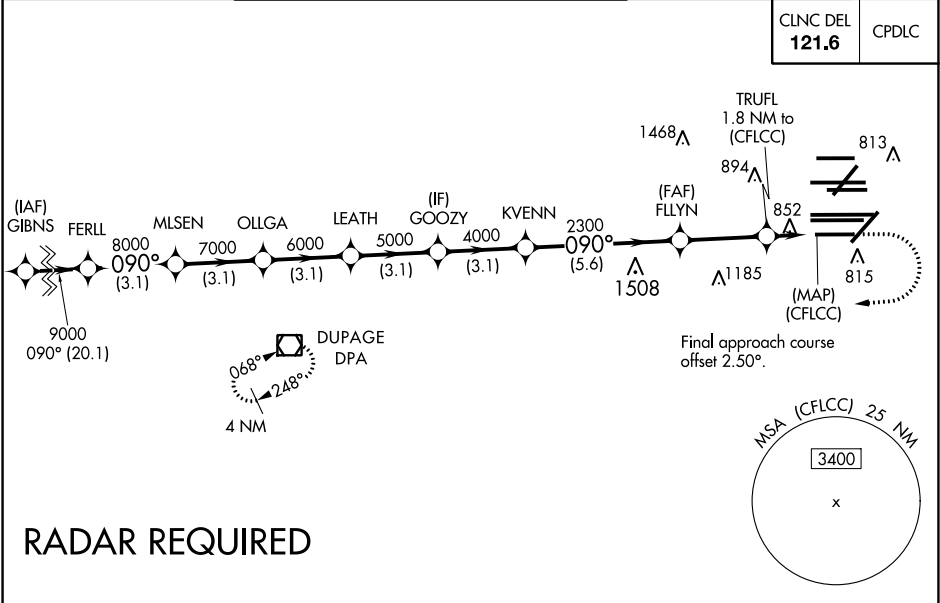 CLNC DEL
121.6
CPDLC
TRUFL
1.8 NM to
(CFLCC)
1468
813
894
(IAF)
GIBNS
FERLL
MLSEN
OLLGA
LEATH
(IF)
GOOZY
KVENN
(FAF)
FLLYN
852
8000
090°
(3.1)
7000
(3.1)
6000
(3.1)
5000
(3.1)
4000
(3.1)
2300
090°
(5.6)
1508
1185
815
9000
090° (20.1)
(MAP)
(CFLCC)
DUPAGE
DPA
068°
248°
4 NM
Final approach course
offset 2.50°.
MSA (CFLCC) 25 NM
3400
x
RADAR REQUIRED